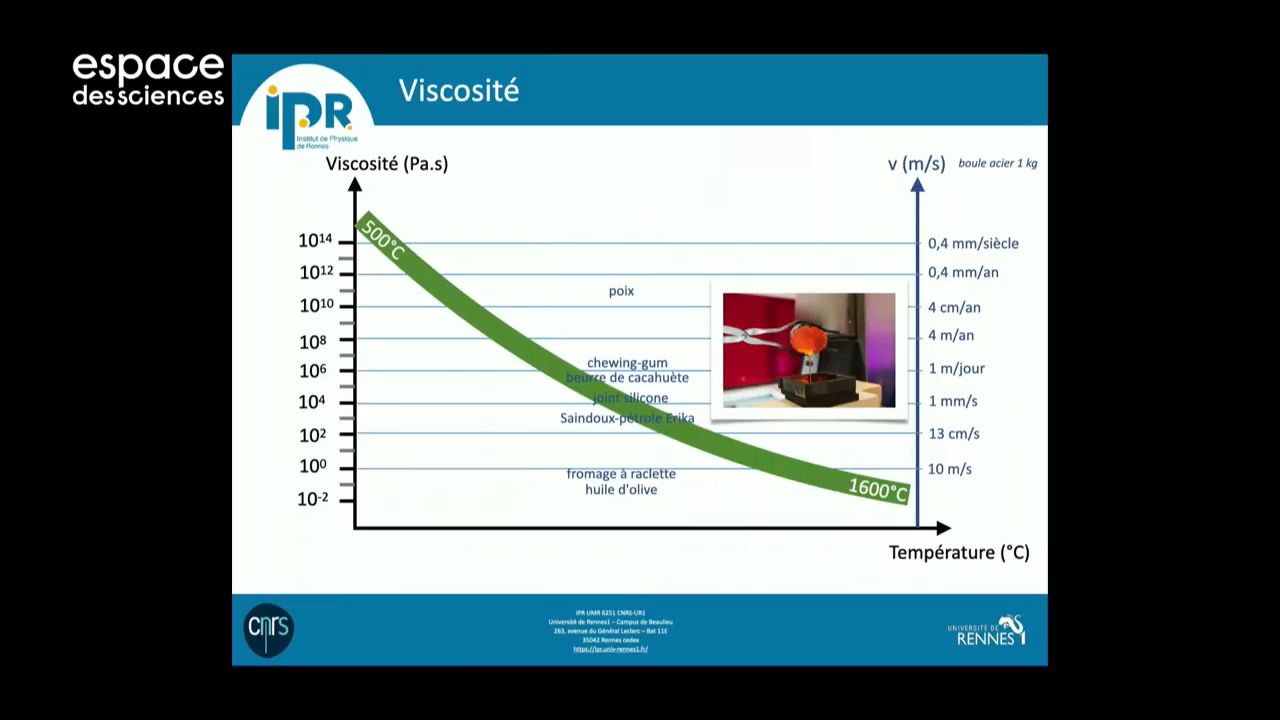 espace
des sciences
iPR
Institut de Physique
de Rennes
Viscosité
Viscosité (Pa.s)
v (m/s)
boule acier 1 kg
500°C
10¹⁴
0,4 mm/siècle
10¹²
0,4 mm/an
poix
10¹⁰
4 cm/an
10⁸
4 m/an
chewing-gum
10⁶
1 m/jour
beurre de cacahuète
joint silicone
10⁴
1 mm/s
Saindoux-pétrole Erika
10²
13 cm/s
10⁰
10 m/s
fromage à raclette
huile d'olive
1600°C
10⁻²
Température (°C)
cnrs
IPR UMR 6251 CNRS-UR1
Université de Rennes1 – Campus de Beaulieu
263, avenue du Général Leclerc – Bat 11E
35042 Rennes cedex
https://ipr.univ-rennes1.fr/
UNIVERSITÉ DE
RENNES 1